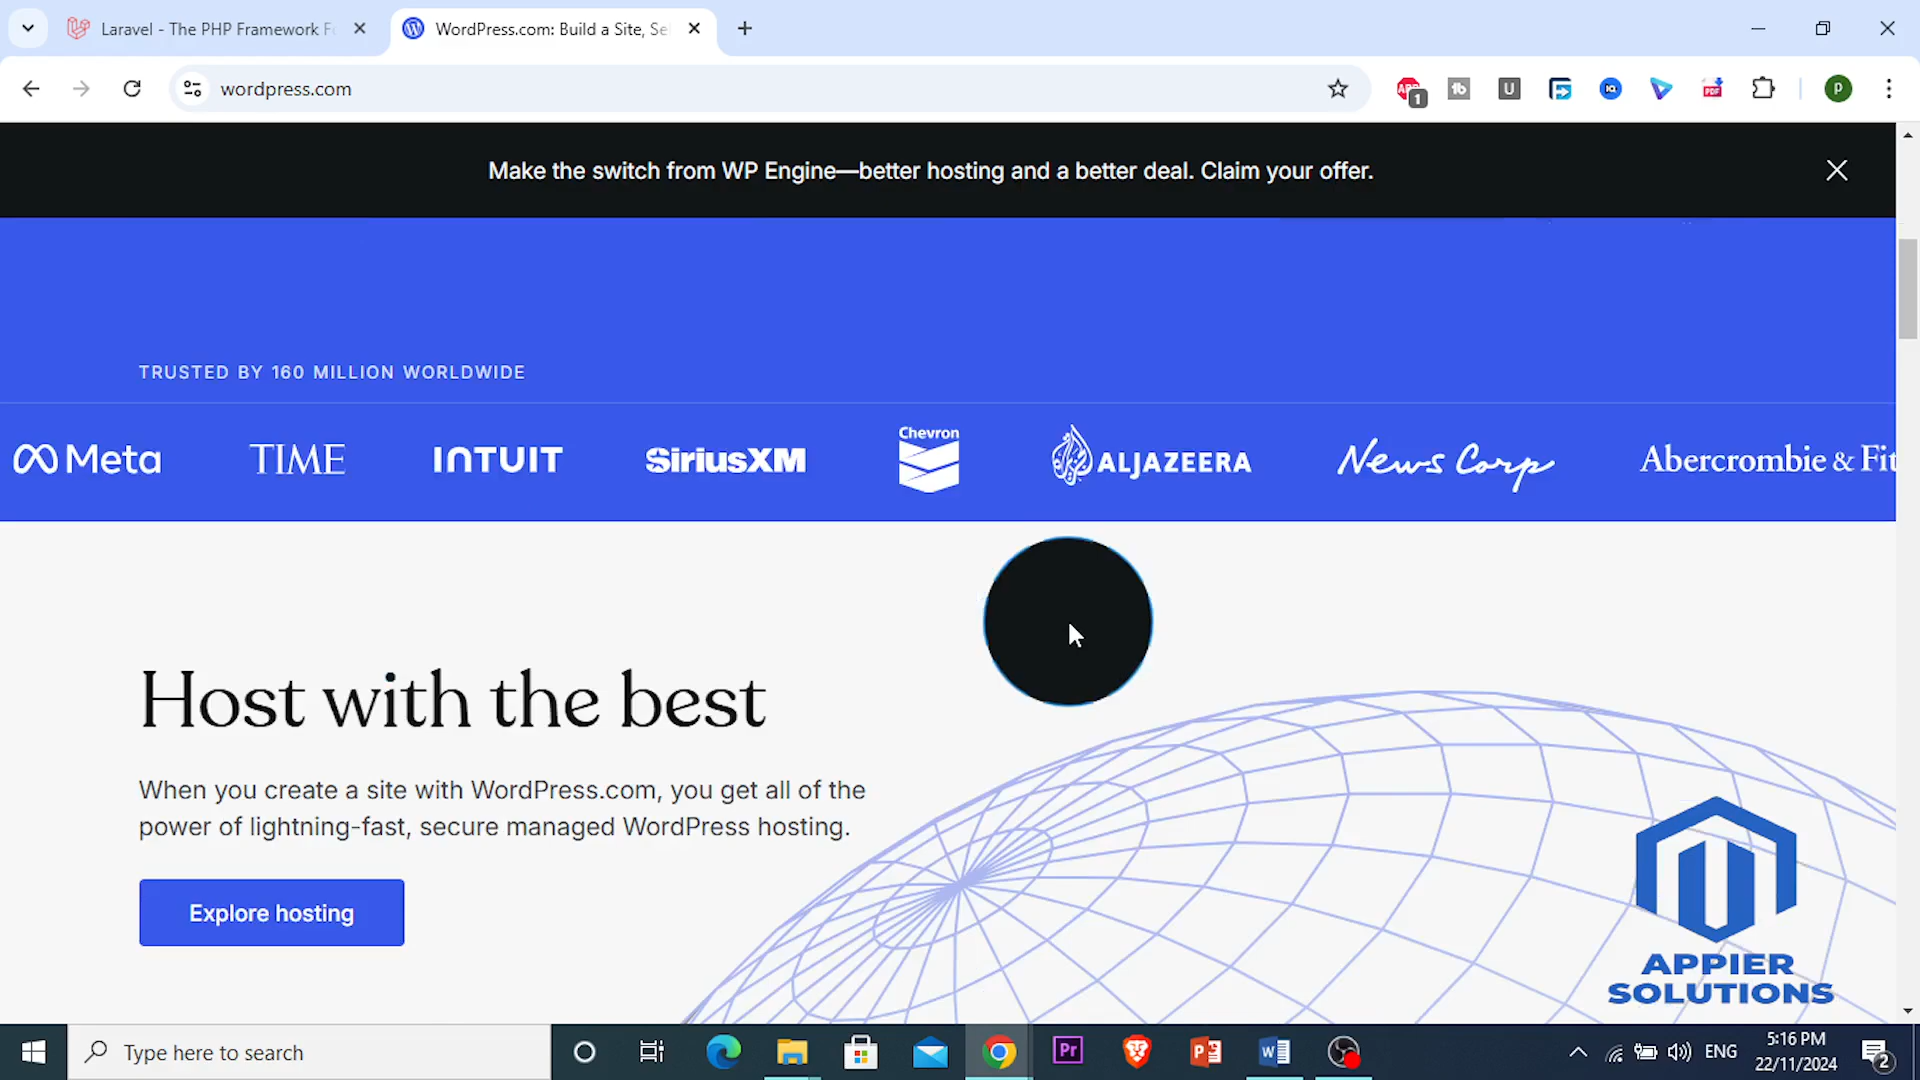 Laravel - The PHP Framework F
WordPress.com: Build a Site, Se
wordpress.com
1
Make the switch from WP Engine—better hosting and a better deal. Claim your offer.
TRUSTED BY 160 MILLION WORLDWIDE
Meta
TIME
INTUIT
SiriusXM
Chevron
ALJAZEERA
News Corp
Abercrombie & Fit
Host with the best
When you create a site with WordPress.com, you get all of the
power of lightning-fast, secure managed WordPress hosting.
Explore hosting
APPIER
SOLUTIONS
Type here to search
Pr
ENG
5:16 PM
22/11/2024
2